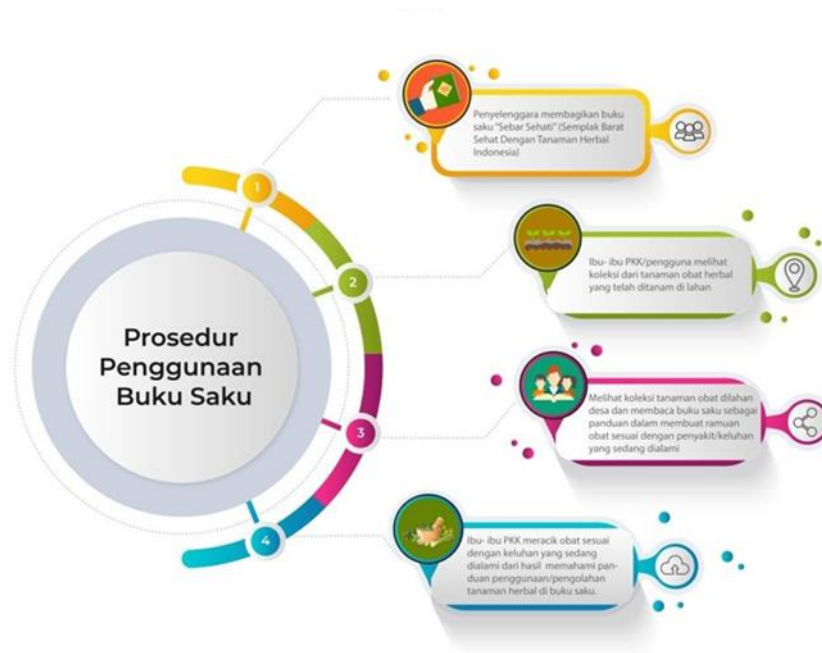 Prosedur
Penggunaan
Buku Saku
1
Penyelenggara membagikan buku
saku "Sebar Sehati" (Semplak Barat
Sehat Dengan Tanaman Herbal
Indonesia)
2
Ibu- ibu PKK/pengguna melihat
koleksi dari tanaman obat herbal
yang telah ditanam di lahan
3
Melihat koleksi tanaman obat dilahan
desa dan membaca buku saku sebagai
panduan dalam membuat ramuan
obat sesuai dengan penyakit/keluhan
yang sedang dialami
4
Ibu- ibu PKK meracik obat sesuai
dengan keluhan yang sedang
dialami dari hasil memahami pan-
duan penggunaan/pengolahan
tanaman herbal di buku saku.